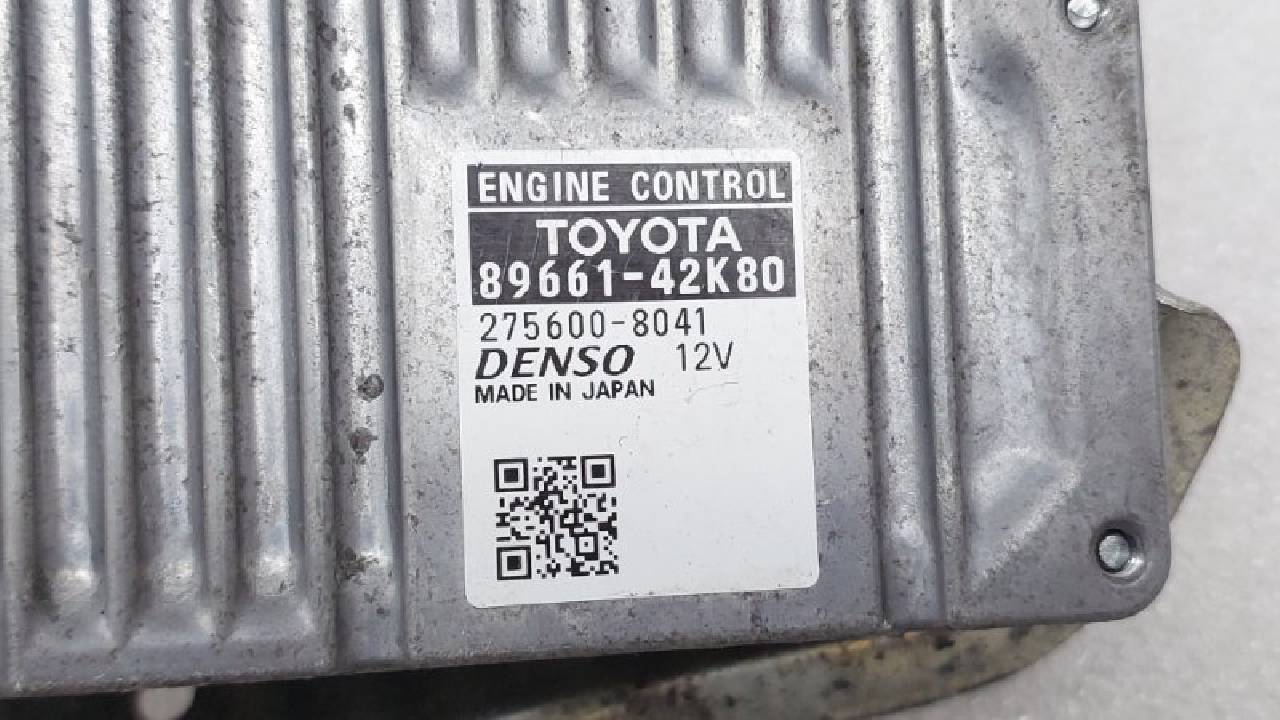 ENGINE CONTROL
TOYOTA
89661-42K80
275600-8041
DENSO 12V
MADE IN JAPAN